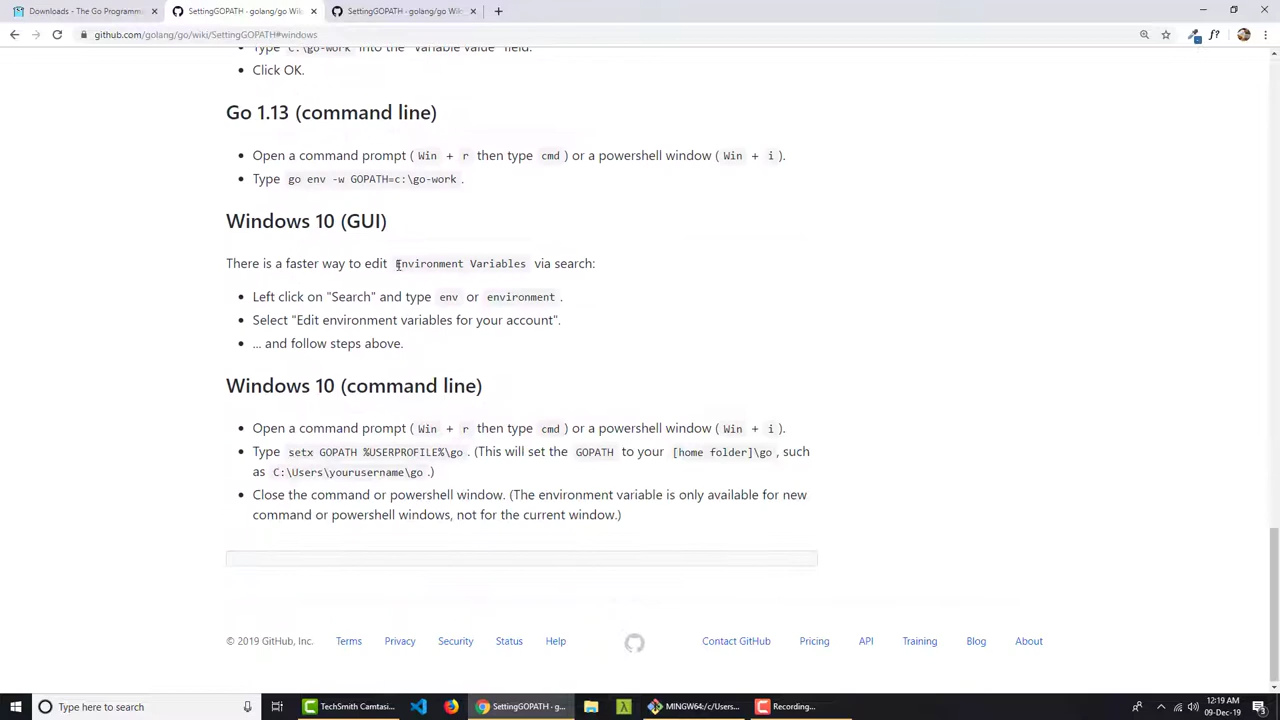 Downloads - The Go Programm
SettingGOPATH · golang/go Wi
SettingGOPATH · golang/go Wi
github.com/golang/go/wiki/SettingGOPATH#windows
Type c:\go-work into the "Variable value" field.
Click OK.
Go 1.13 (command line)
Open a command prompt ( Win + r then type cmd ) or a powershell window ( Win + i ).
Type go env -w GOPATH=c:\go-work .
Windows 10 (GUI)
There is a faster way to edit Environment Variables via search:
Left click on "Search" and type env or environment .
Select "Edit environment variables for your account".
... and follow steps above.
Windows 10 (command line)
Open a command prompt ( Win + r then type cmd ) or a powershell window ( Win + i ).
Type setx GOPATH %USERPROFILE%\go . (This will set the GOPATH to your [home folder]\go , such
as C:\Users\yourusername\go .)
Close the command or powershell window. (The environment variable is only available for new
command or powershell windows, not for the current window.)
© 2019 GitHub, Inc. Terms Privacy Security Status Help Contact GitHub Pricing API Training Blog About
Type here to search
TechSmith Camtasi...
SettingGOPATH - g...
MINGW64:/c/Users...
Recording...
12:19 AM
09-Dec-19